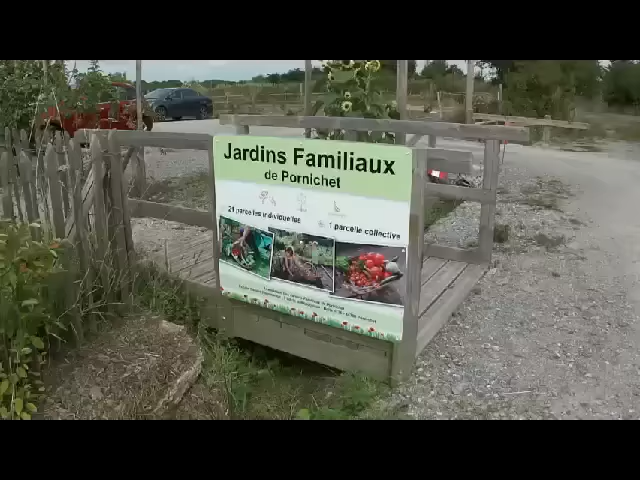 Jardins Familiaux
de Pornichet
21 parcelles individuelles
1 parcelle collective